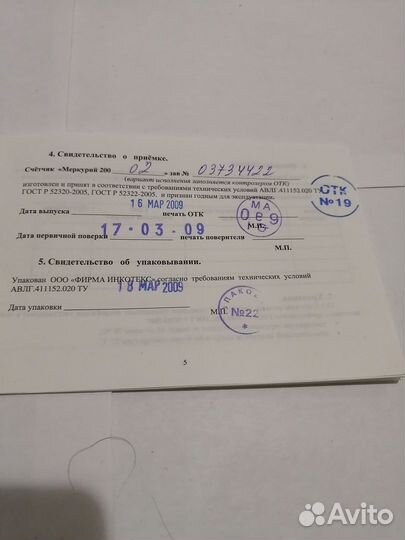 4. Свидетельство о приёмке.
Счётчик «Меркурий 200 02 » зав № 03734422
(вариант исполнения заполняется контролером ОТК)
изготовлен и принят в соответствии с требованиями технических условий АВЛГ.411152.020 ТУ,
ГОСТ Р 52320-2005, ГОСТ Р 52322-2005, и признан годным для эксплуатации.
ОТК
№19
Дата выпуска 16 МАР 2009 печать ОТК
МА
М.П.
Дата первичной поверки 17·03·09 печать поверителя
М.П.
5. Свидетельство об упаковывании.
Упакован ООО «ФИРМА ИНКОТЕКС» согласно требованиям технических условий
АВЛГ.411152.020 ТУ
18 МАР 2009
Дата упаковки М.П.
№22
5
Avito